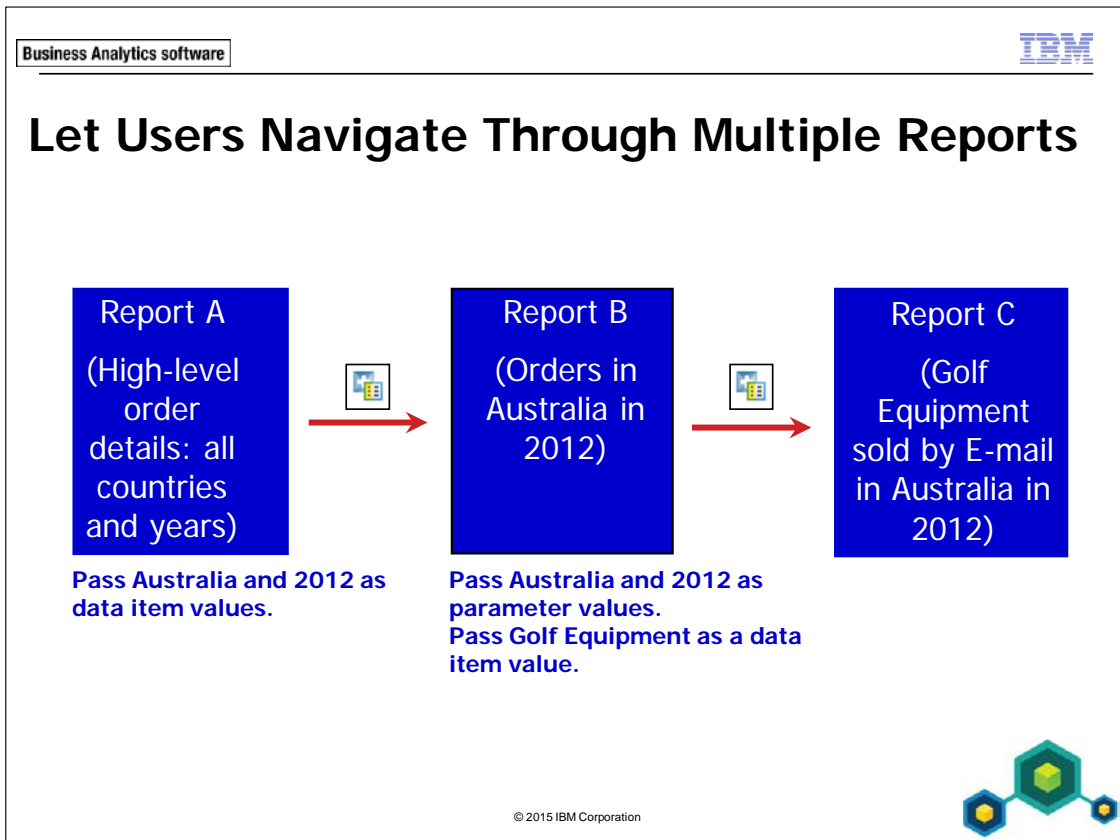 Business Analytics software
IBM
Let Users Navigate Through Multiple Reports
Report A
(High-level
order
details: all
countries
and years)
Report B
(Orders in
Australia in
2012)
Report C
(Golf
Equipment
sold by E-mail
in Australia in
2012)
Pass Australia and 2012 as
data item values.
Pass Australia and 2012 as
parameter values.
Pass Golf Equipment as a data
item value.
© 2015 IBM Corporation